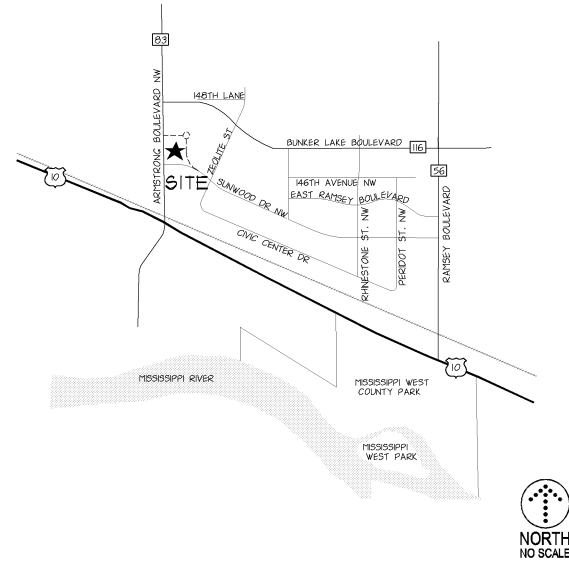 83
ARMSTRONG BOULEVARD NW
148TH LANE
ZEOLITE ST
BUNKER LAKE BOULEVARD
116
56
10
SITE
SUNWOOD DR NW
146TH AVENUE NW
EAST RAMSEY BOULEVARD
CIVIC CENTER DR
RHINESTONE ST. NW
PERIDOT ST. NW
RAMSEY BOULEVARD
10
MISSISSIPPI RIVER
MISSISSIPPI WEST
COUNTY PARK
MISSISSIPPI
WEST PARK
NORTH
NO SCALE